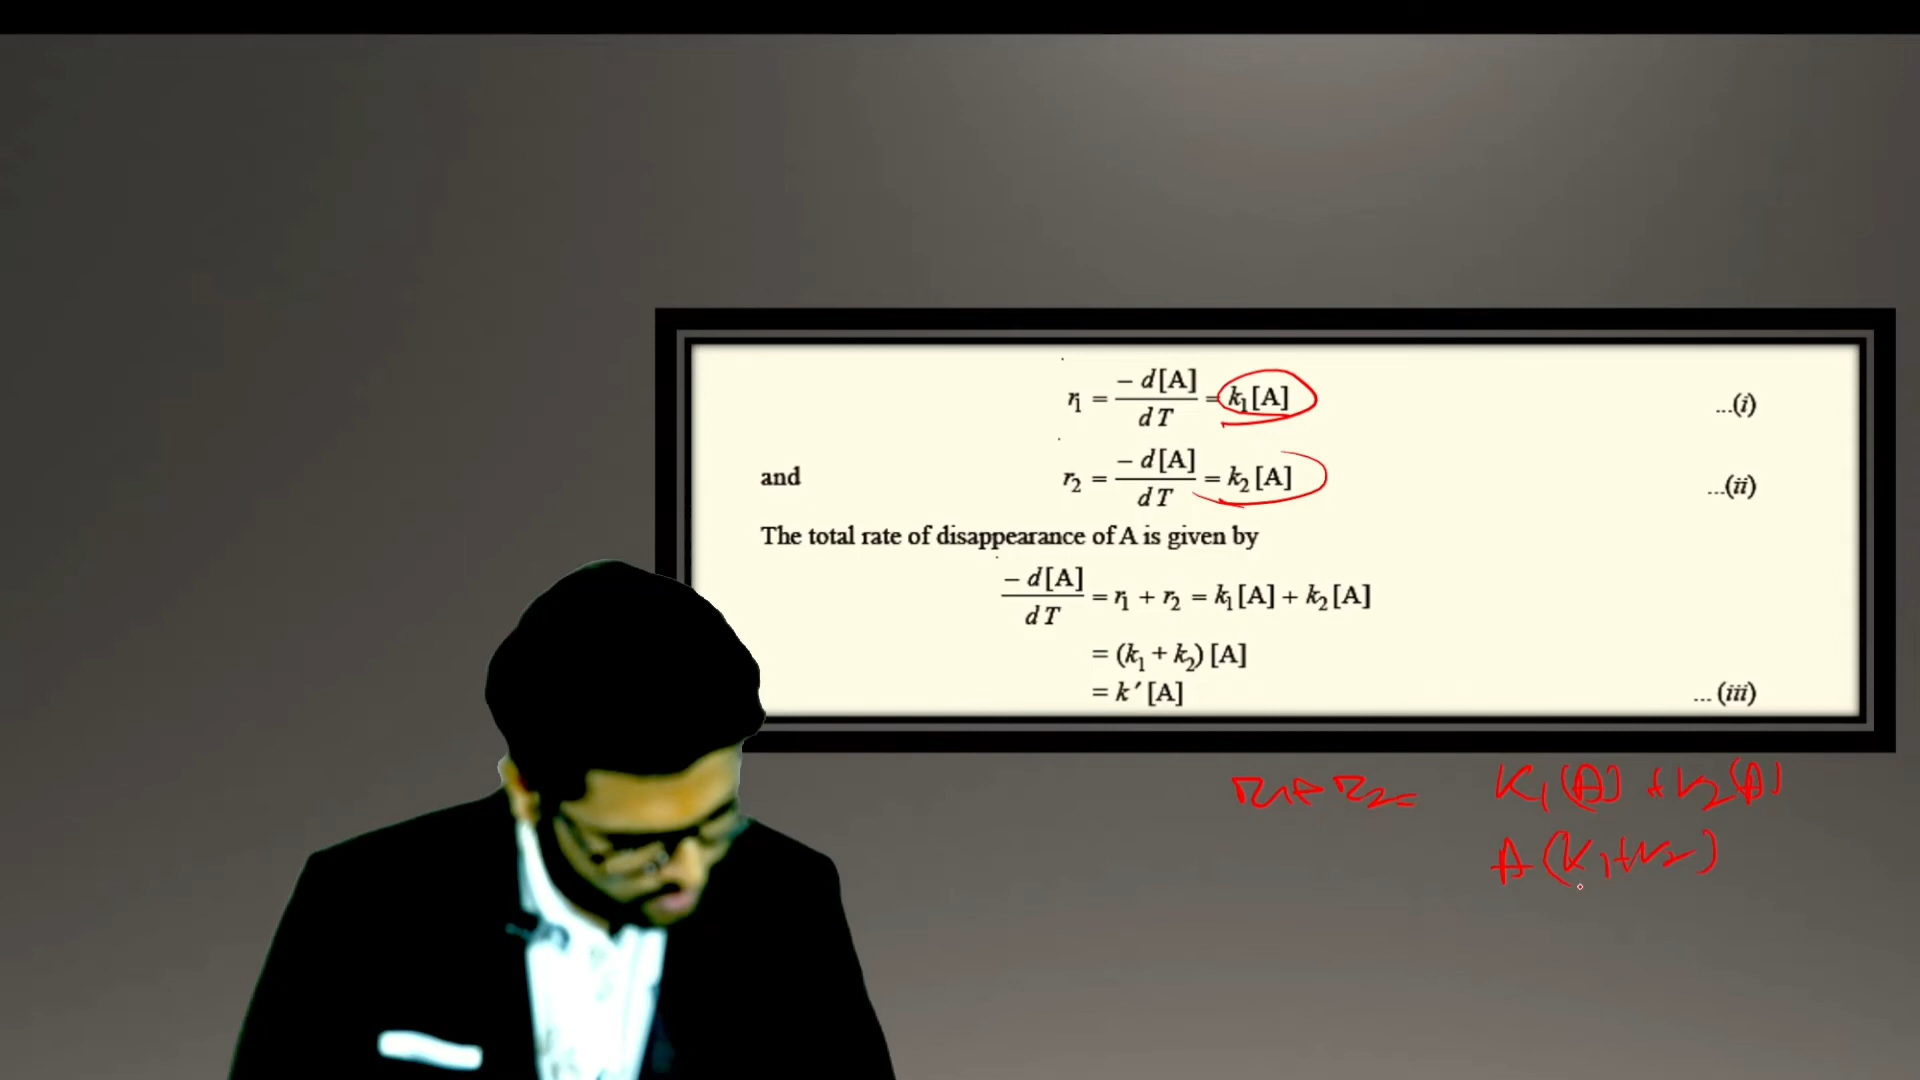 r₁ = − d[A] / dT = k₁[A] ...(i)
and r₂ = − d[A] / dT = k₂[A] ...(ii)
The total rate of disappearance of A is given by
− d[A] / dT = r₁ + r₂ = k₁[A] + k₂[A]
= (k₁ + k₂) [A]
= k′ [A] ... (iii)
r₁ + r₂ = K₁(A) + k₂(A)
A (K₁+k₂)